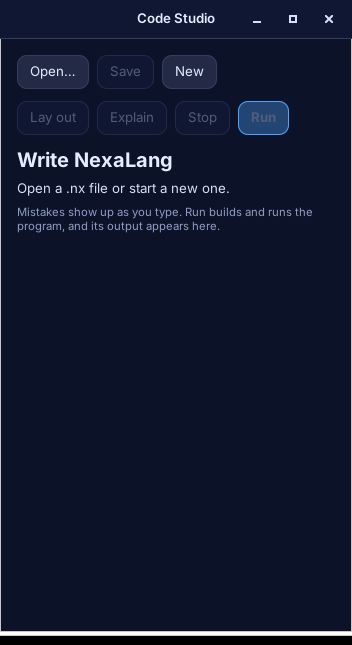 Code Studio
Open... Save New
Lay out Explain Stop Run
Write NexaLang
Open a .nx file or start a new one.
Mistakes show up as you type. Run builds and runs the
program, and its output appears here.